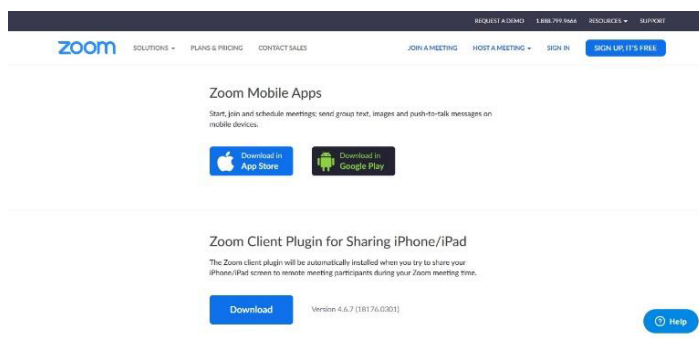 REQUEST A DEMO 1.888.799.9666 RESOURCES SUPPORT
zoom SOLUTIONS PLANS & PRICING CONTACT SALES JOIN A MEETING HOST A MEETING SIGN IN SIGN UP, IT'S FREE
Zoom Mobile Apps
Start, join and schedule meetings; send group text, images and push-to-talk messages on
mobile devices.
Download in
App Store
Download in
Google Play
Zoom Client Plugin for Sharing iPhone/iPad
The Zoom client plugin will be automatically installed when you try to share your
iPhone/iPad screen to remote meeting participants during your Zoom meeting time.
Download Version 4.6.7 (18176.0301)
Help